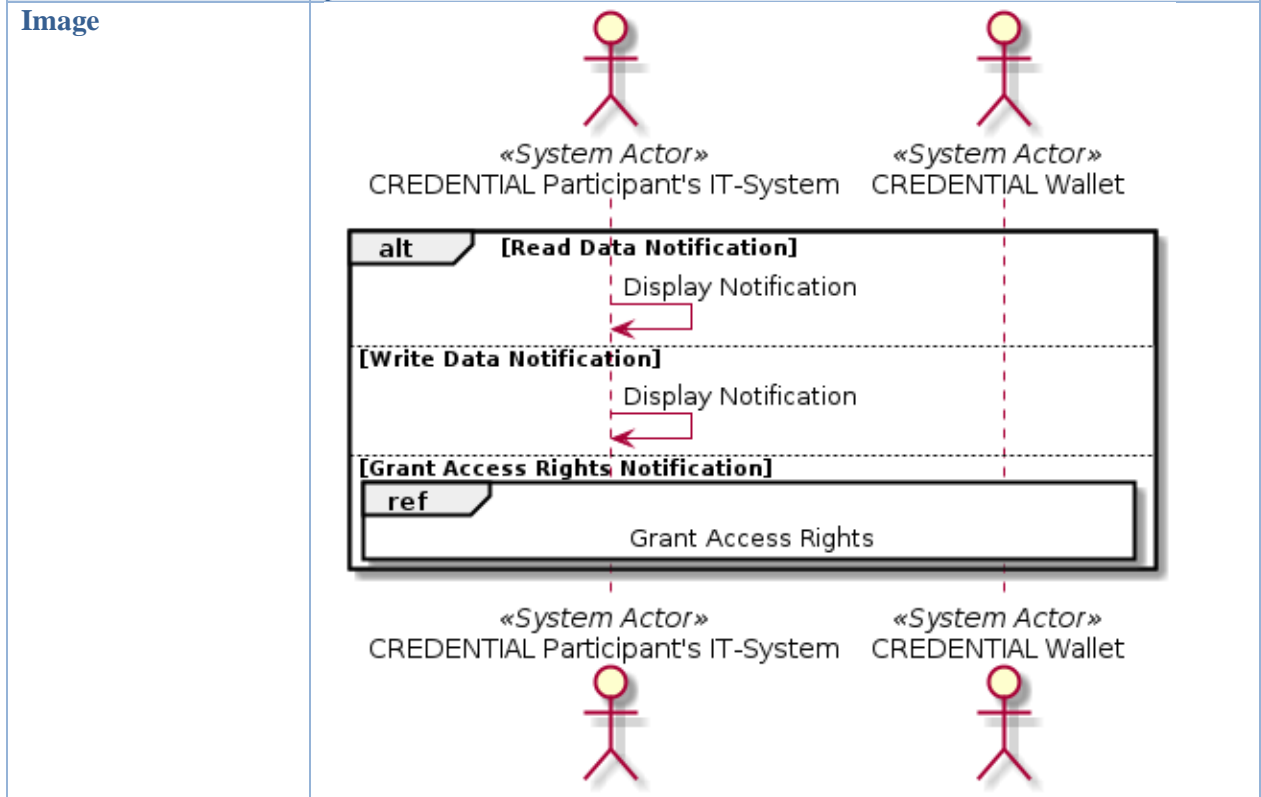 Image
«System Actor» «System Actor»
CREDENTIAL Participant's IT-System CREDENTIAL Wallet
alt [Read Data Notification]
Display Notification
[Write Data Notification]
Display Notification
[Grant Access Rights Notification]
ref
Grant Access Rights
«System Actor» «System Actor»
CREDENTIAL Participant's IT-System CREDENTIAL Wallet